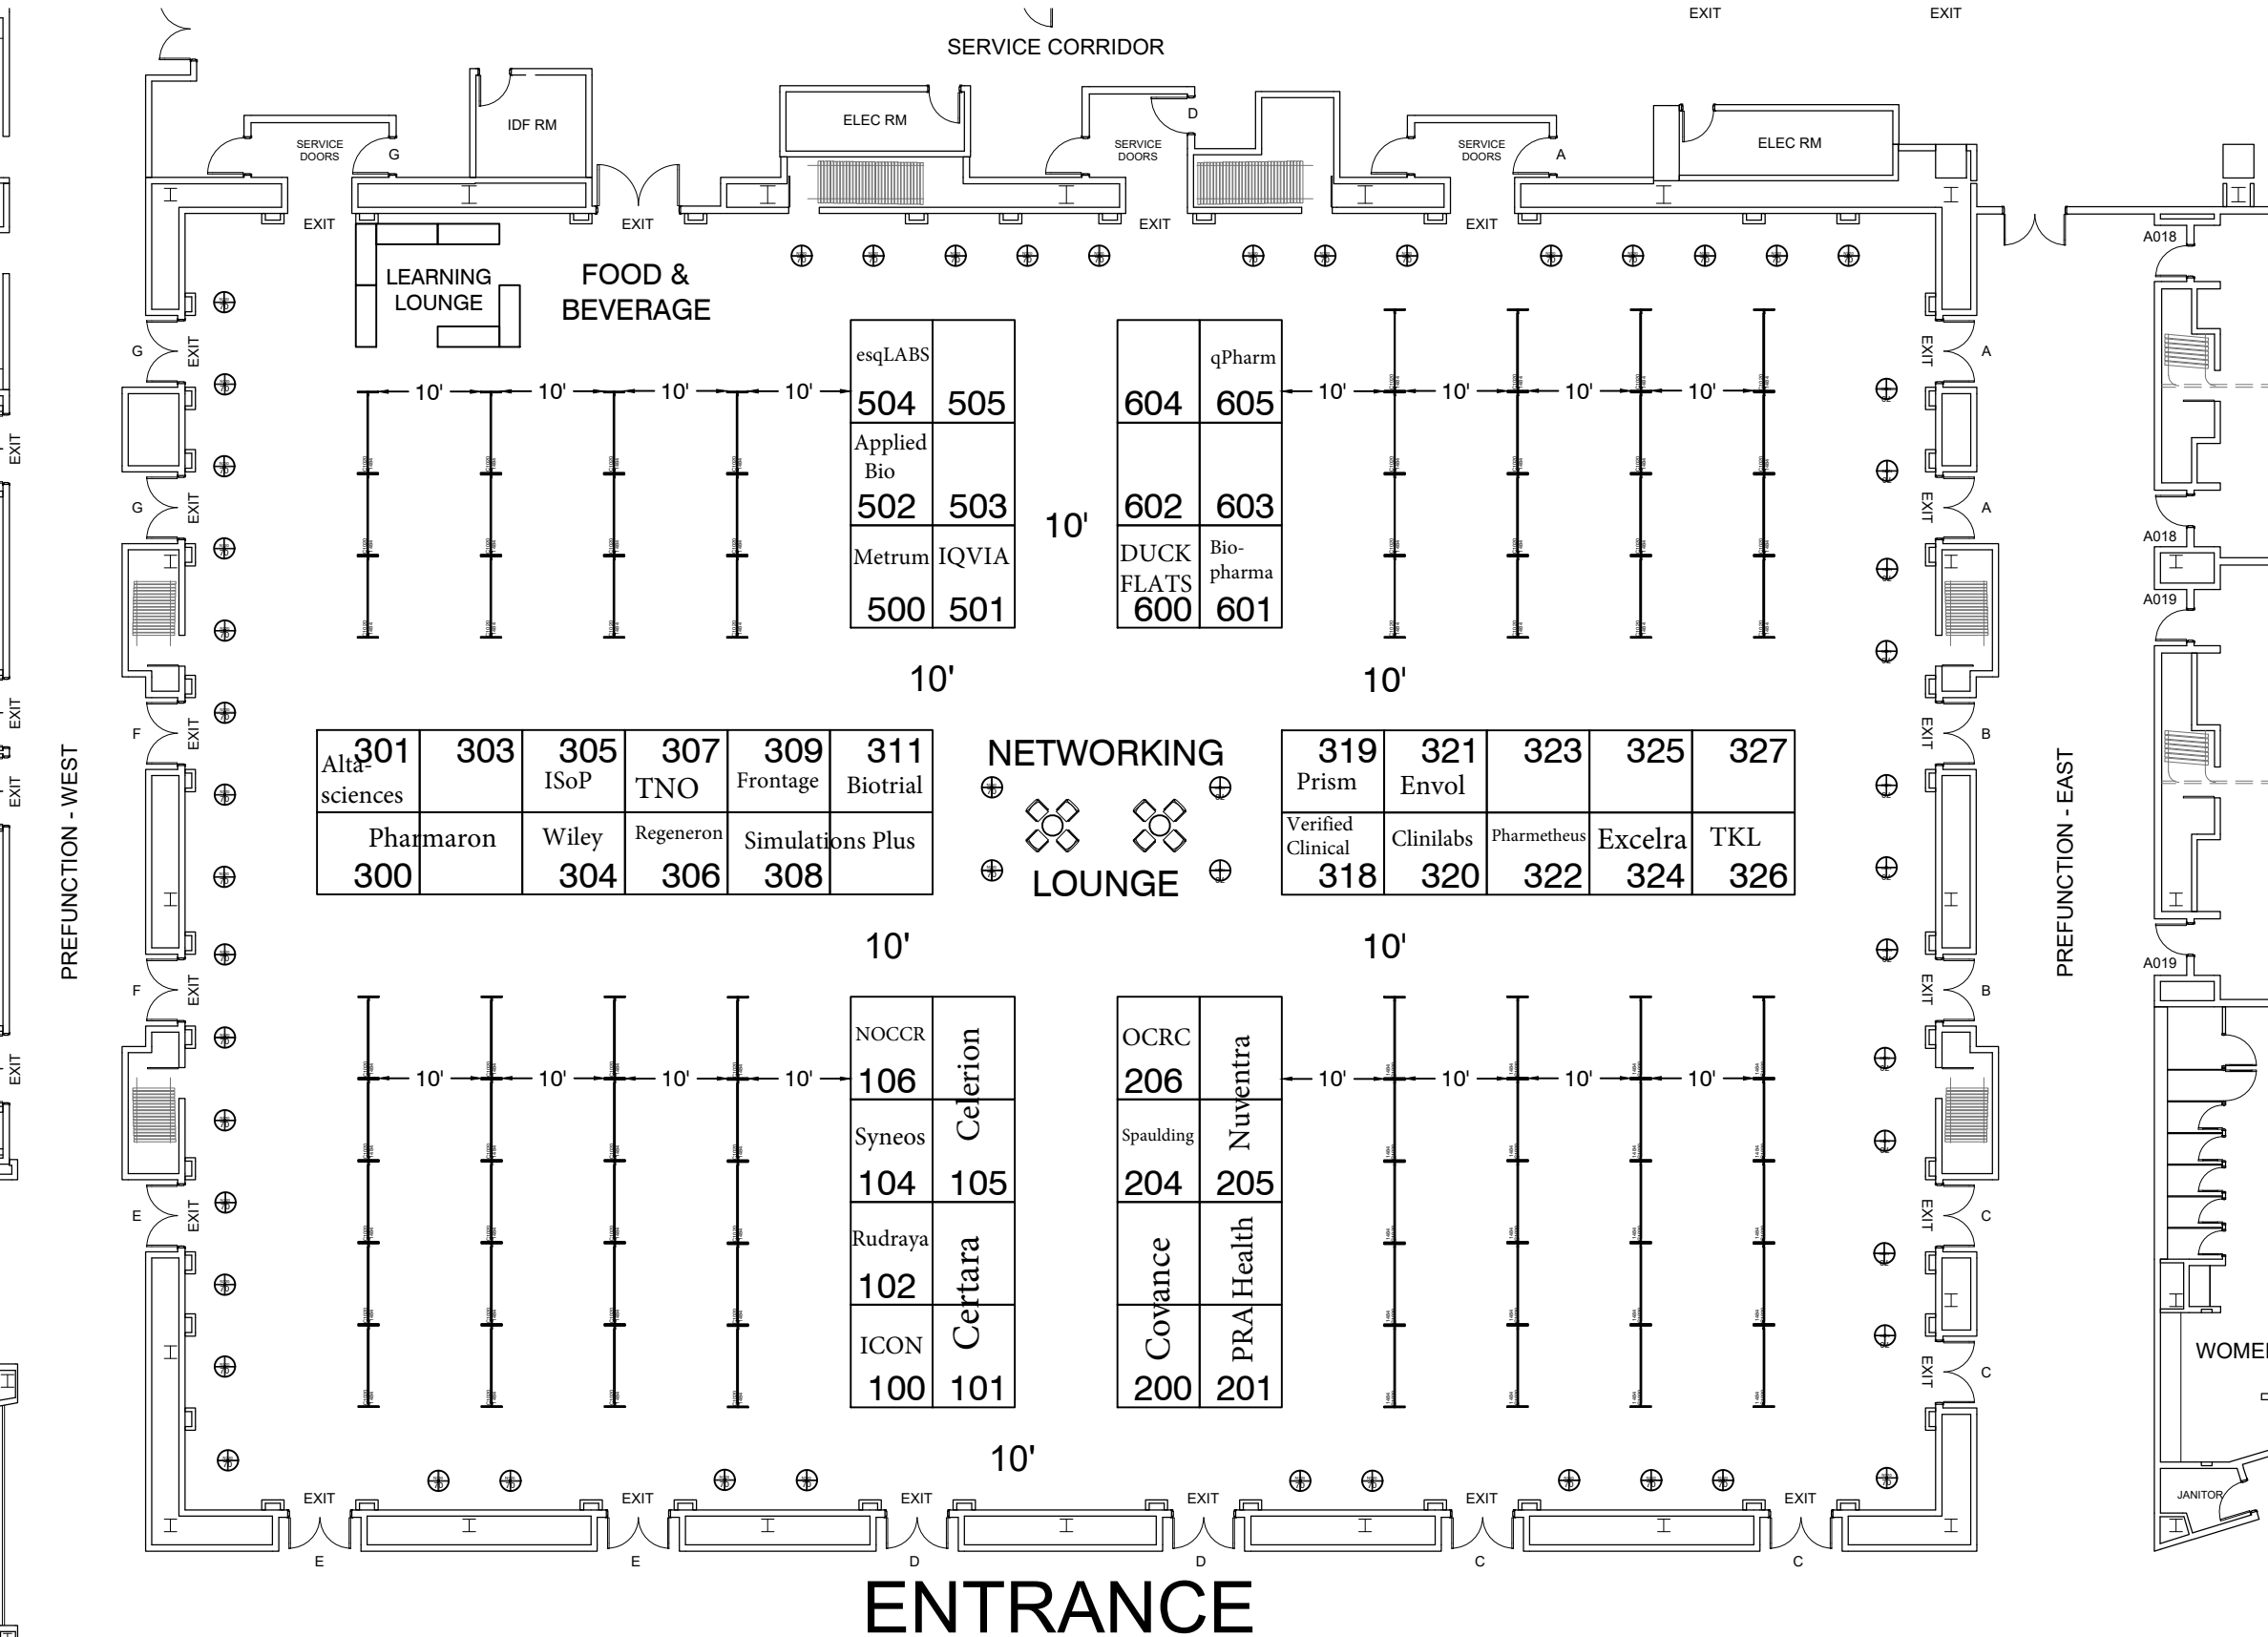 EXIT
EXIT
SERVICE CORRIDOR
IDF RM
ELEC RM
D
ELEC RM
SERVICE
DOORS
G
SERVICE
DOORS
SERVICE
DOORS
A
EXIT
EXIT
EXIT
EXIT
A018
LEARNING
LOUNGE
FOOD &
BEVERAGE
G
EXIT
EXIT
A
esqLABS
504
505
604
qPharm
605
10'
10'
10'
10'
10'
10'
10'
10'
EXIT
Applied
Bio
502
503
602
603
G
EXIT
10'
EXIT
A
A018
Metrum
500
IQVIA
501
DUCK
FLATS
600
Bio-
pharma
601
A019
10'
10'
EXIT
F
EXIT
EXIT
B
PREFUNCTION - WEST
301
Alta-
sciences
303
305
ISoP
307
TNO
309
Frontage
311
Biotrial
NETWORKING
LOUNGE
319
Prism
321
Envol
323
325
327
PREFUNCTION - EAST
EXIT
Pharmaron
300
Wiley
304
Regeneron
306
Simulations Plus
308
Verified
Clinical
318
Clinilabs
320
Pharmetheus
322
Excelra
324
TKL
326
10'
10'
A019
F
EXIT
EXIT
B
NOCCR
106
Celerion
105
OCRC
206
Nuventra
205
EXIT
10'
10'
10'
10'
10'
10'
10'
10'
Syneos
104
Spaulding
204
E
EXIT
EXIT
C
Rudraya
102
Certara
101
Covance
200
PRA Health
201
ICON
100
EXIT
C
10'
JANITOR
EXIT
EXIT
EXIT
EXIT
EXIT
EXIT
E
E
D
D
C
C
ENTRANCE